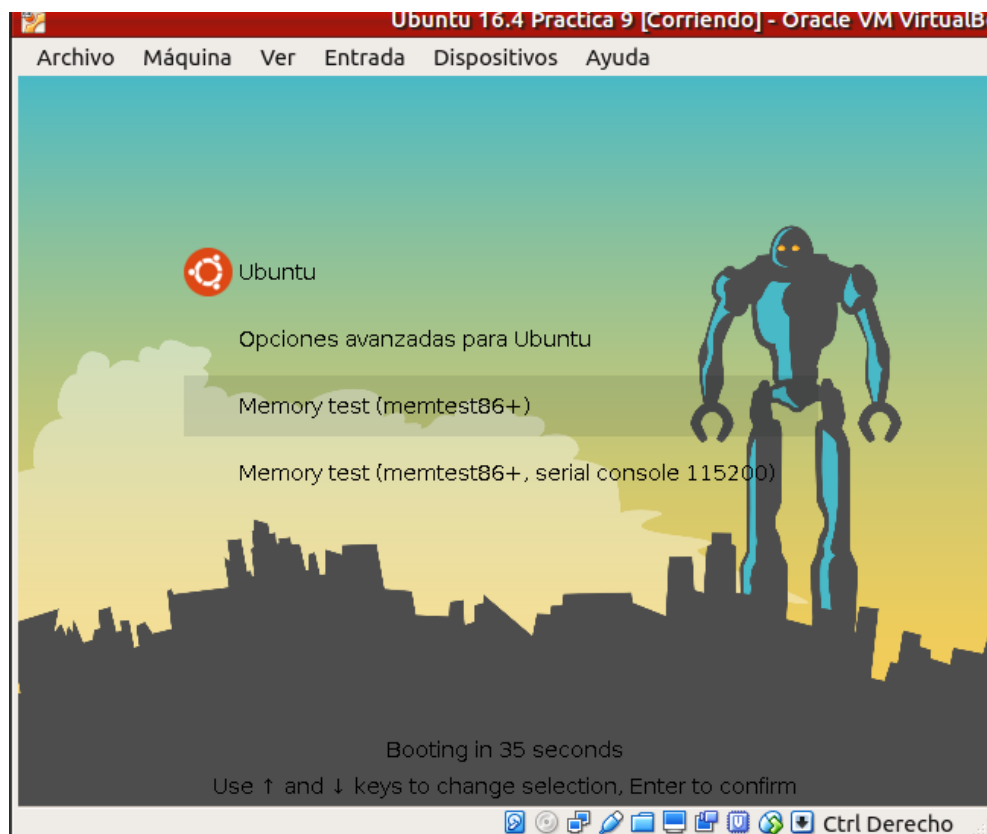 Ubuntu 16.4 Practica 9 [Corriendo] - Oracle VM VirtualB
Archivo Máquina Ver Entrada Dispositivos Ayuda
Ubuntu
Opciones avanzadas para Ubuntu
Memory test (memtest86+)
Memory test (memtest86+, serial console 115200)
Booting in 35 seconds
Use ↑ and ↓ keys to change selection, Enter to confirm
Ctrl Derecho